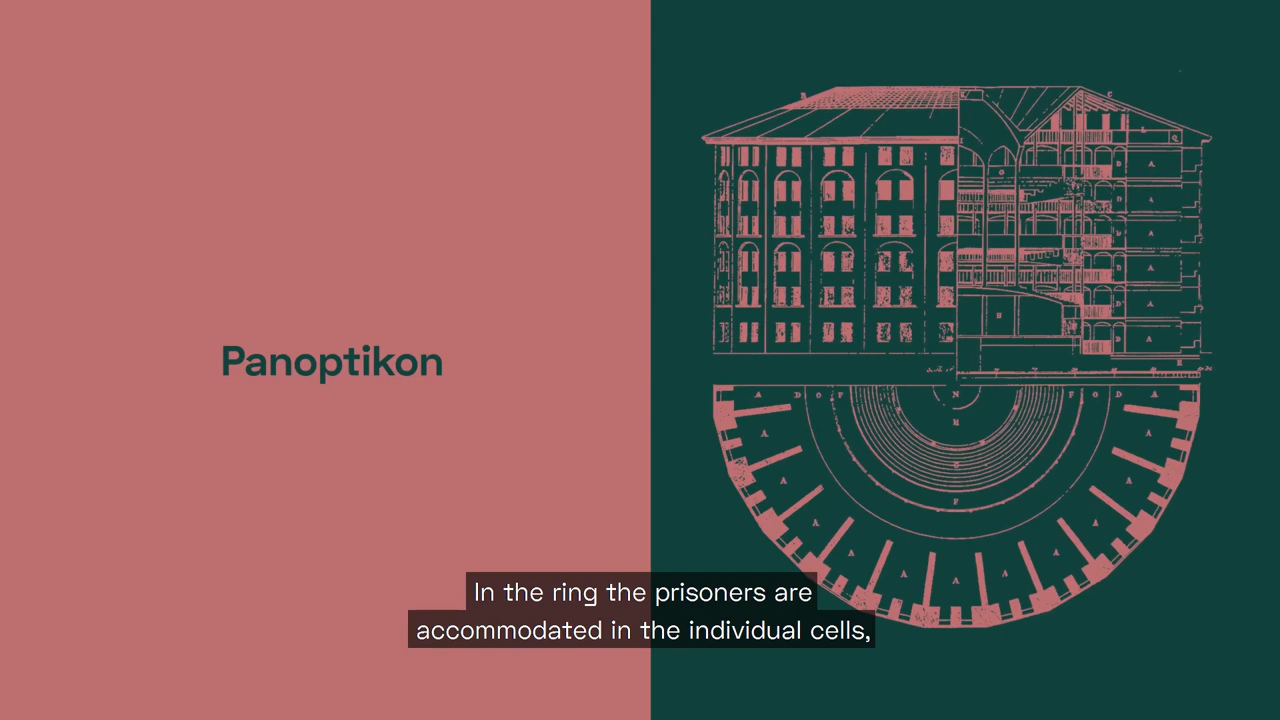 Panoptikon
In the ring the prisoners are
accommodated in the individual cells,